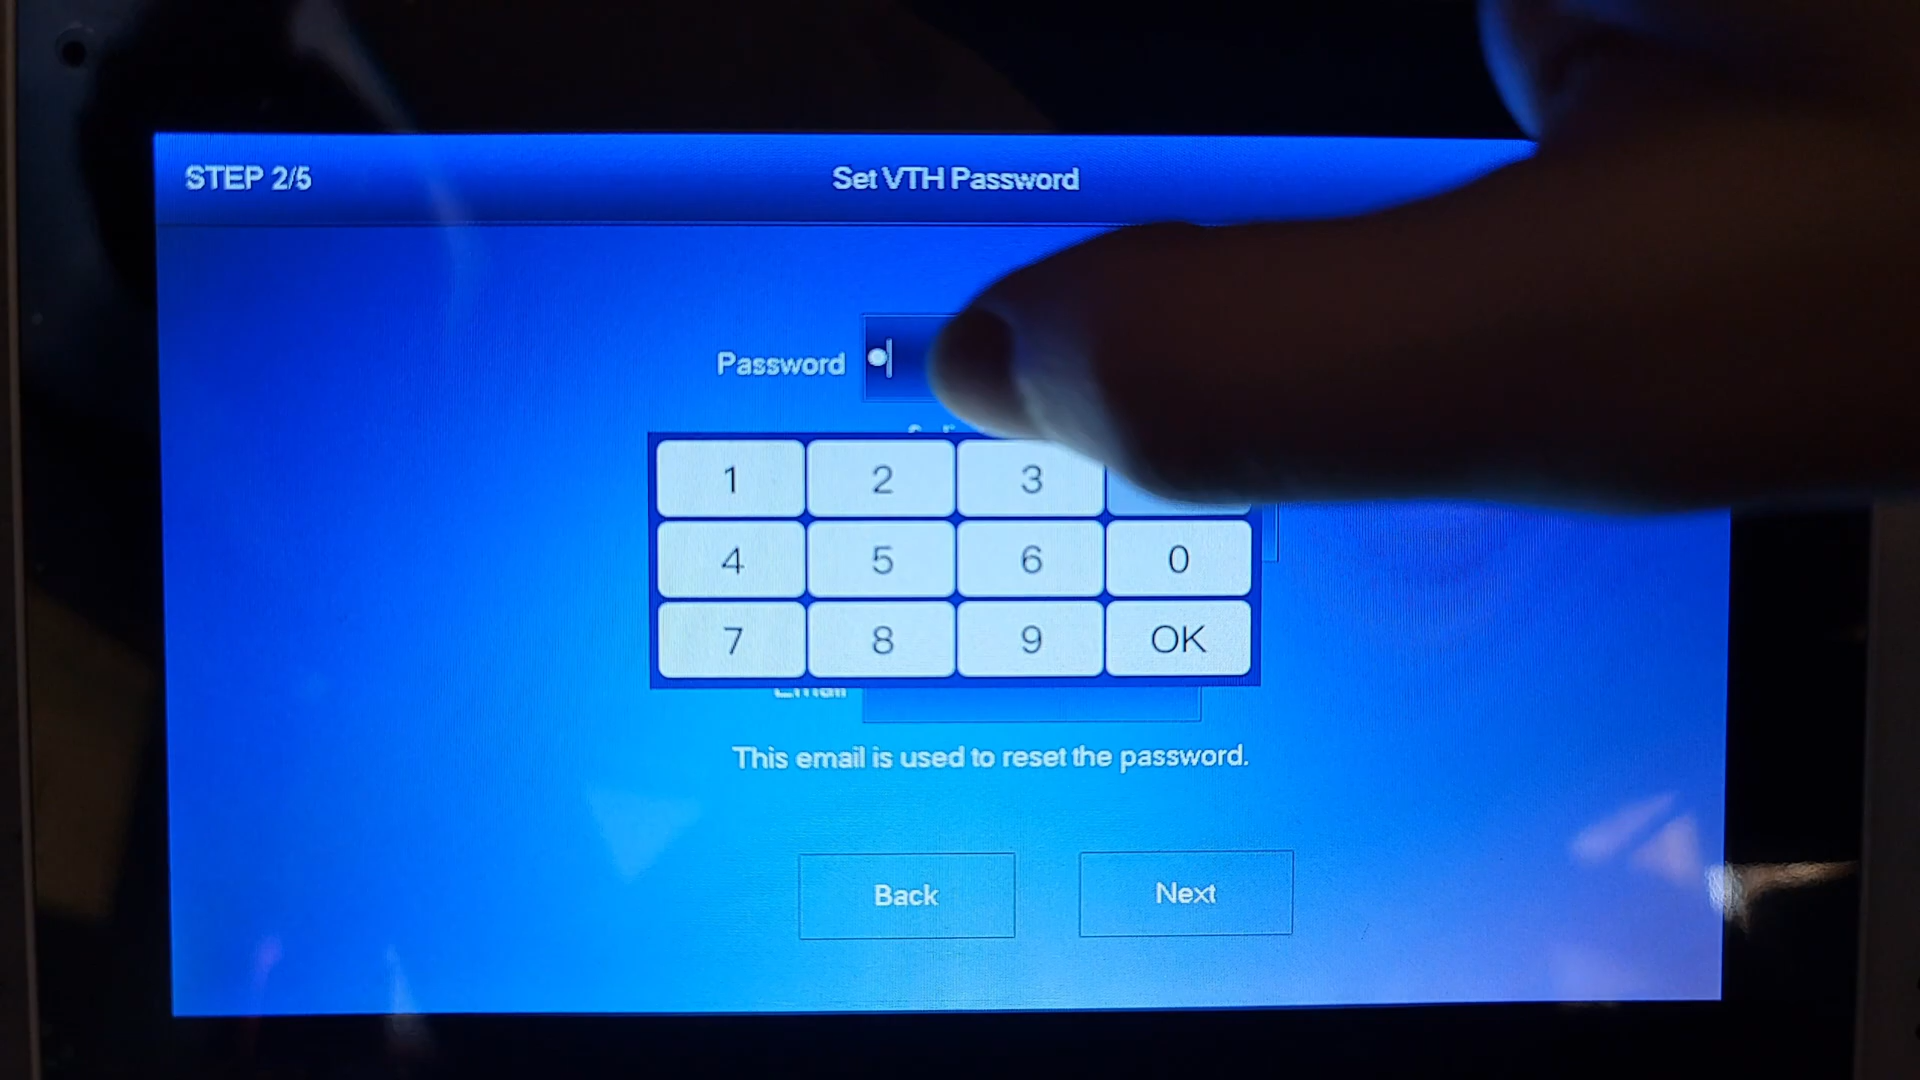 STEP 2/5
Set VTH Password
Password
1 2 3
4 5 6 0
7 8 9 OK
Email
This email is used to reset the password.
Back
Next